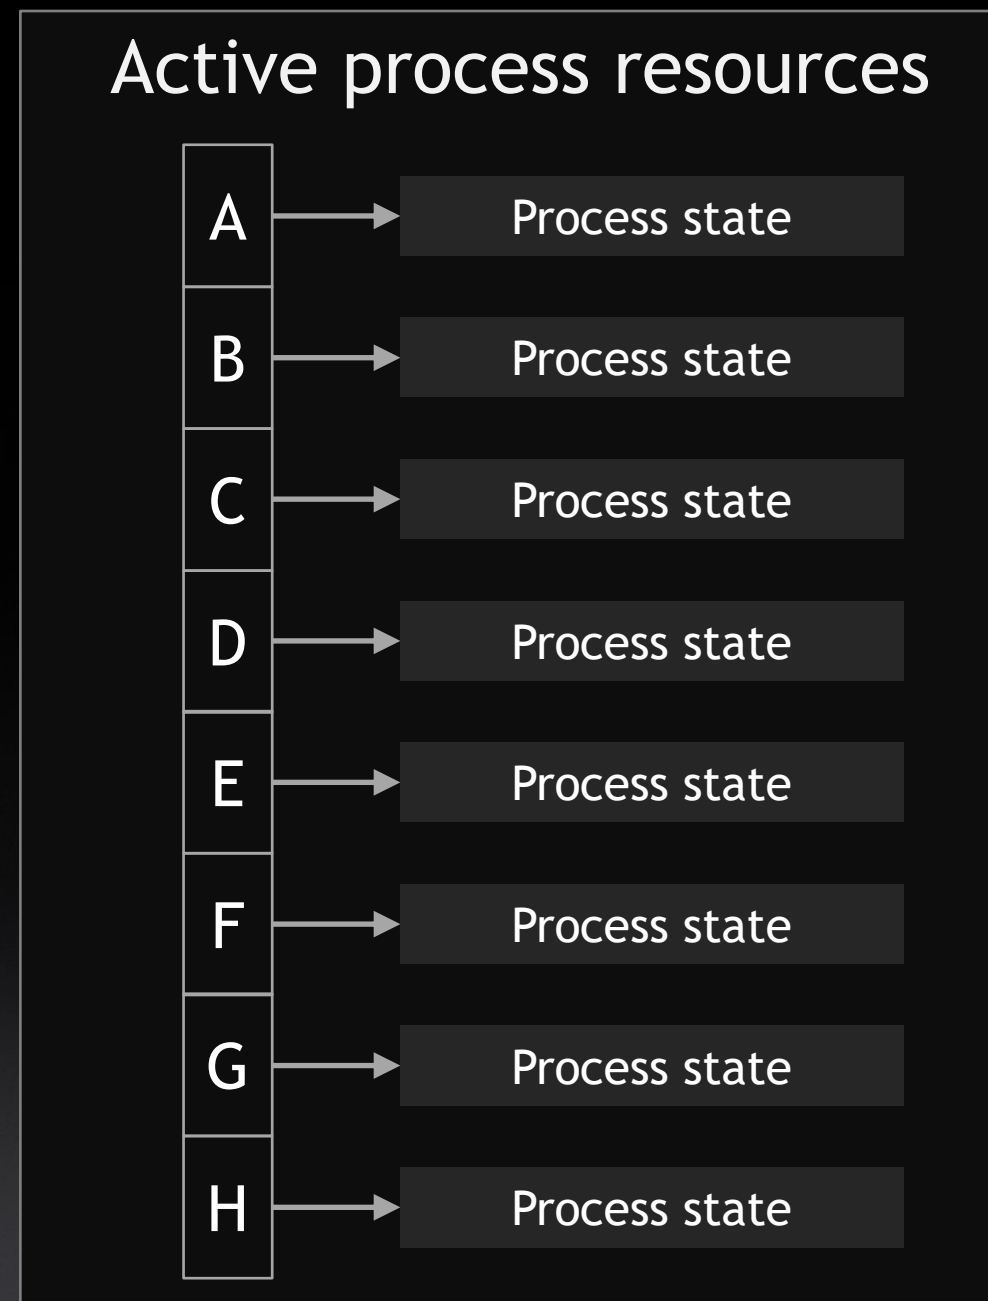 Active process resources
A
Process state
B
Process state
C
Process state
D
Process state
E
Process state
F
Process state
G
Process state
H
Process state